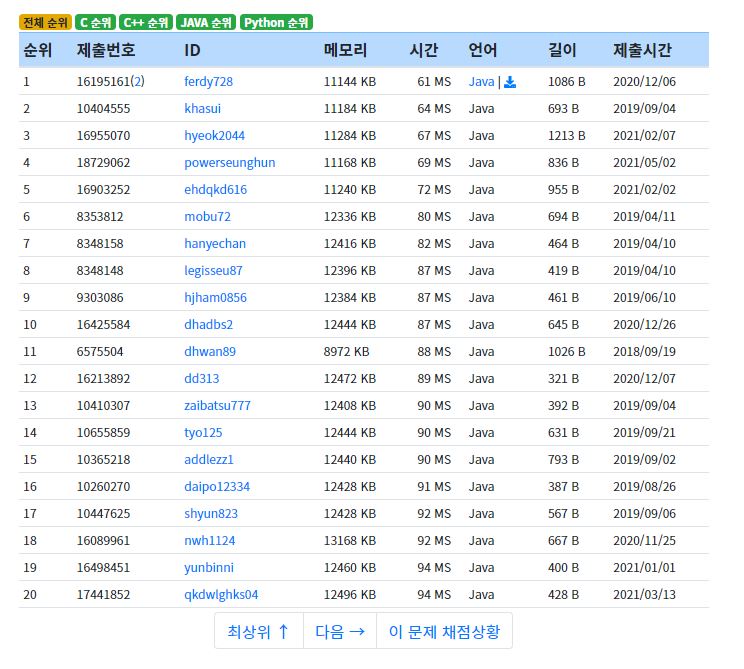 전체 순위 C 순위 C++ 순위 JAVA 순위 Python 순위
순위 제출번호 ID 메모리 시간 언어 길이 제출시간
1 16195161(2) ferdy728 11144 KB 61 MS Java | 1086 B 2020/12/06
2 10404555 khasui 11184 KB 64 MS Java 693 B 2019/09/04
3 16955070 hyeok2044 11284 KB 67 MS Java 1213 B 2021/02/07
4 18729062 powerseunghun 11168 KB 69 MS Java 836 B 2021/05/02
5 16903252 ehdqkd616 11240 KB 72 MS Java 955 B 2021/02/02
6 8353812 mobu72 12336 KB 80 MS Java 694 B 2019/04/11
7 8348158 hanyechan 12416 KB 82 MS Java 464 B 2019/04/10
8 8348148 legisseu87 12396 KB 87 MS Java 419 B 2019/04/10
9 9303086 hjham0856 12384 KB 87 MS Java 461 B 2019/06/10
10 16425584 dhadbs2 12444 KB 87 MS Java 645 B 2020/12/26
11 6575504 dhwan89 8972 KB 88 MS Java 1026 B 2018/09/19
12 16213892 dd313 12472 KB 89 MS Java 321 B 2020/12/07
13 10410307 zaibatsu777 12408 KB 90 MS Java 392 B 2019/09/04
14 10655859 tyo125 12444 KB 90 MS Java 631 B 2019/09/21
15 10365218 addlezz1 12440 KB 90 MS Java 793 B 2019/09/02
16 10260270 daipo12334 12428 KB 91 MS Java 387 B 2019/08/26
17 10447625 shyun823 12428 KB 92 MS Java 567 B 2019/09/06
18 16089961 nwh1124 13168 KB 92 MS Java 667 B 2020/11/25
19 16498451 yunbinni 12460 KB 94 MS Java 400 B 2021/01/01
20 17441852 qkdwlghks04 12496 KB 94 MS Java 428 B 2021/03/13
최상위 ↑ 다음 → 이 문제 채점상황